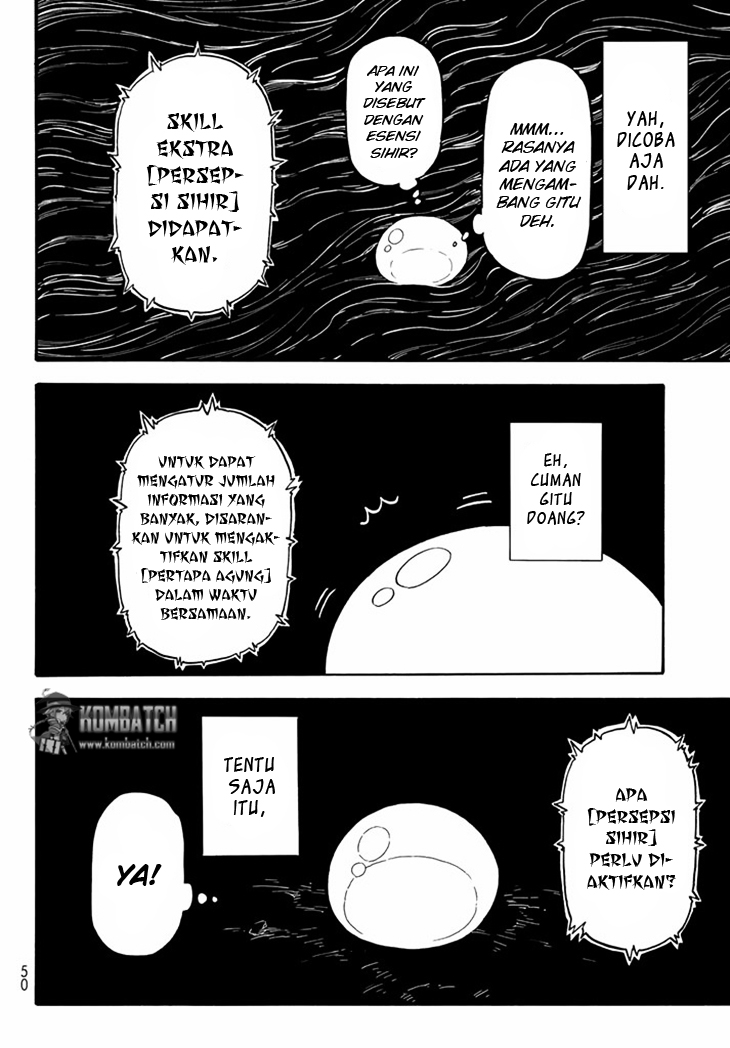 YAH,
DICOBA
AJA
DAH.
MMM...
RASANYA
ADA YANG
MENGAM-
BANG GITU
DEH.
APA INI
YANG
DISEBUT
DENGAN
ESENSI
SIHIR?
SKILL
EKSTRA
[PERSEP-
SI SIHIR]
DIDAPAT-
KAN.
EH,
CUMAN
GITU
DOANG?
UNTUK DAPAT
MENGATUR JUMLAH
INFORMASI YANG
BANYAK, DISARAN-
KAN UNTUK MENGAK-
TIFKAN SKILL
[PERTAPA AGUNG]
DALAM WAKTU
BERSAMAAN.
APA
[PERSEPSI
SIHIR]
PERLU DI-
AKTIFKAN?
TENTU
SAJA
ITU,
YA!
KOMBATCH
www.kombatch.com
50